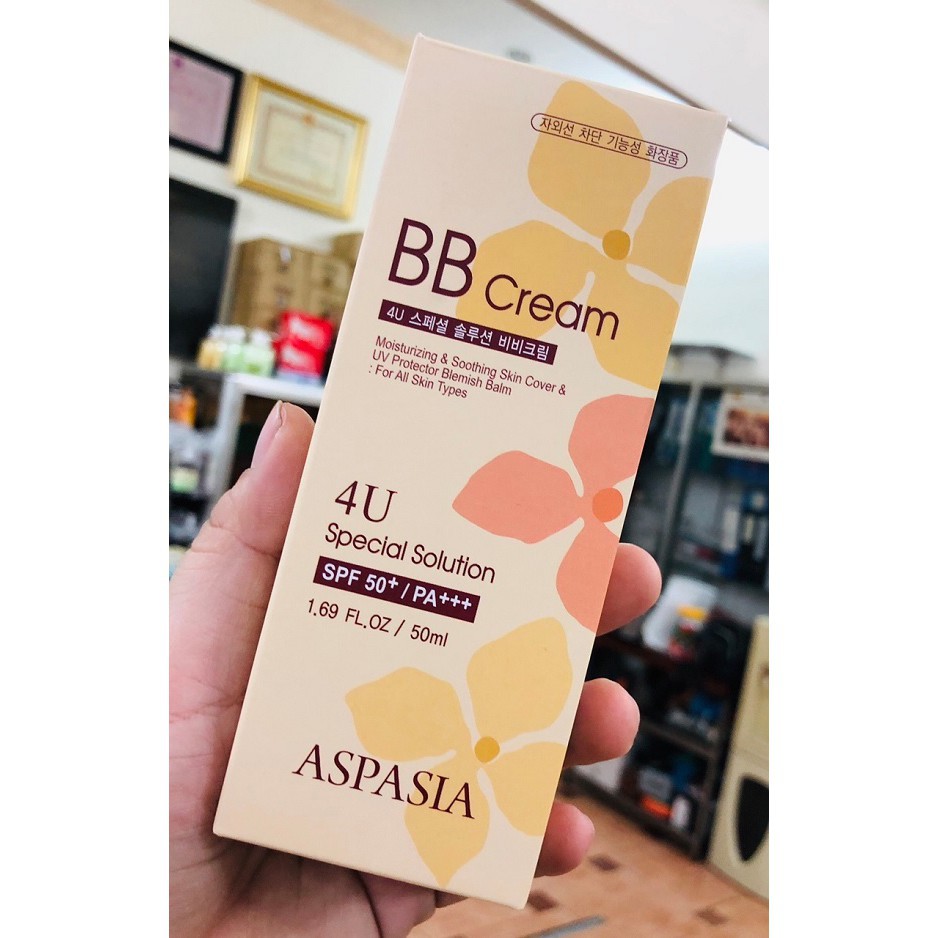 자외선 차단 기능성 화장품
BB Cream
4U 스페셜 솔루션 비비크림
Moisturizing & Soothing Skin Cover &
UV Protector Blemish Balm
: For All Skin Types
4U
Special Solution
SPF 50+ / PA+++
1.69 FL.OZ / 50ml
ASPASIA